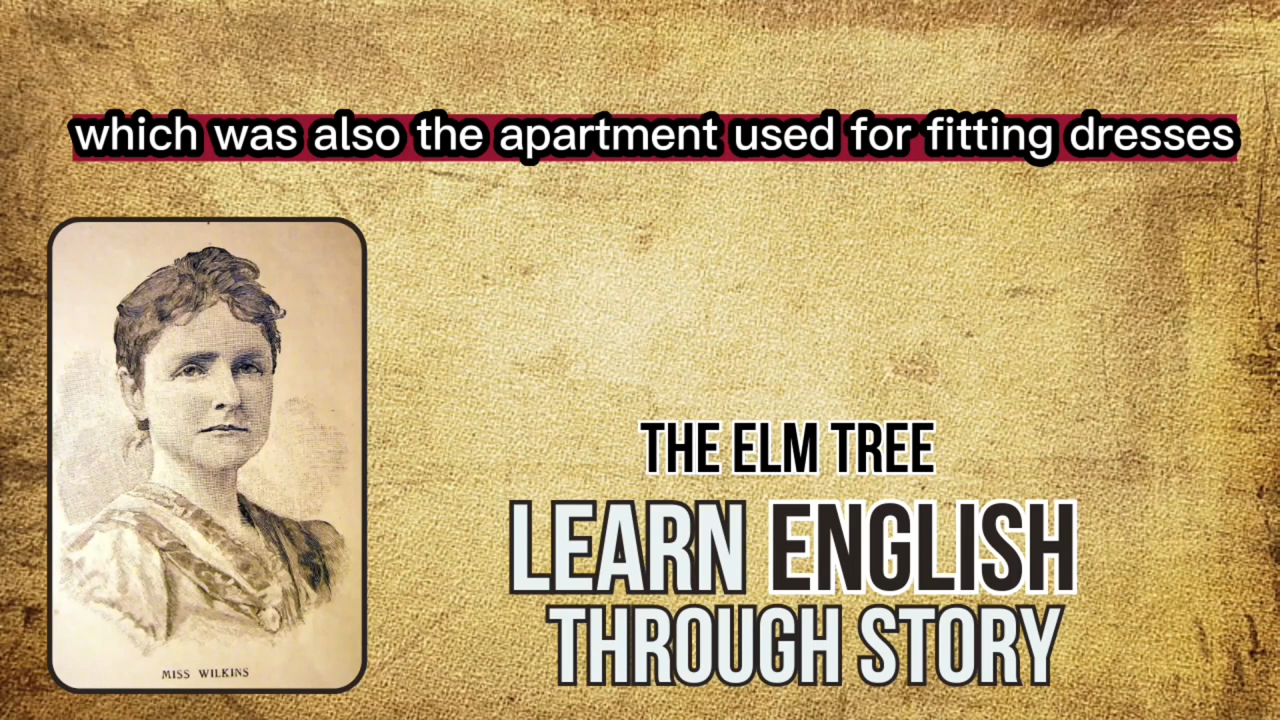 which was also the apartment used for fitting dresses
THE ELM TREE
LEARN ENGLISH
THROUGH STORY
MISS WILKINS